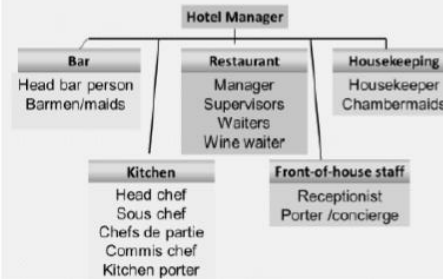 Hotel Manager
Bar
Head bar person
Barmen/maids
Restaurant
Manager
Supervisors
Waiters
Wine waiter
Housekeeping
Housekeeper
Chambermaids
Kitchen
Head chef
Sous chef
Chefs de partie
Commis chef
Kitchen porter
Front-of-house staff
Receptionist
Porter /concierge